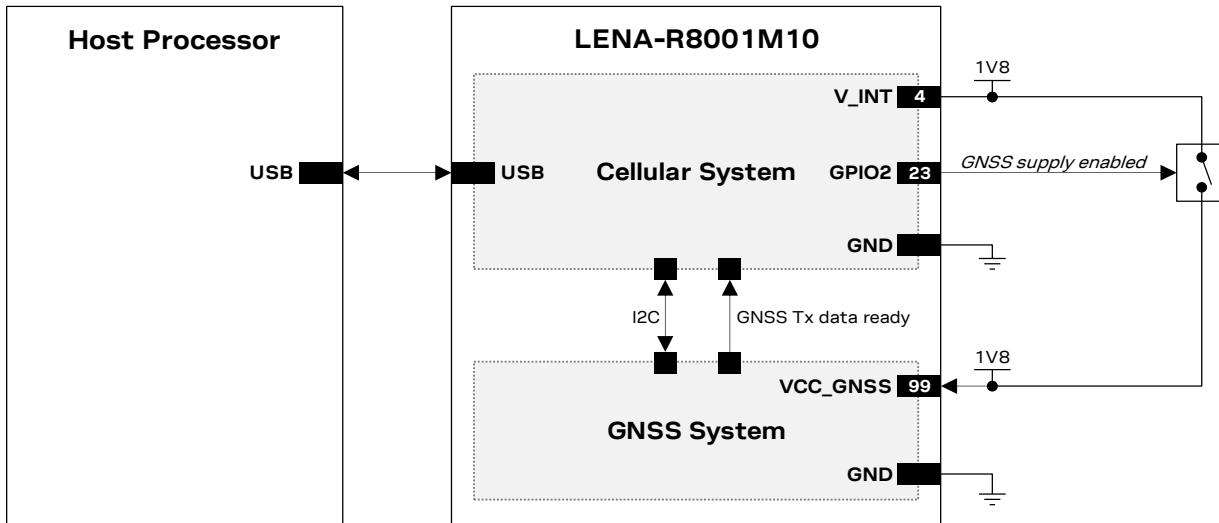 Host Processor
LENA-R8001M10
1V8
V_INT
4
USB
USB
Cellular System
GPIO2
23
GNSS supply enabled
GND
I2C
GNSS Tx data ready
1V8
VCC_GNSS
99
GNSS System
GND